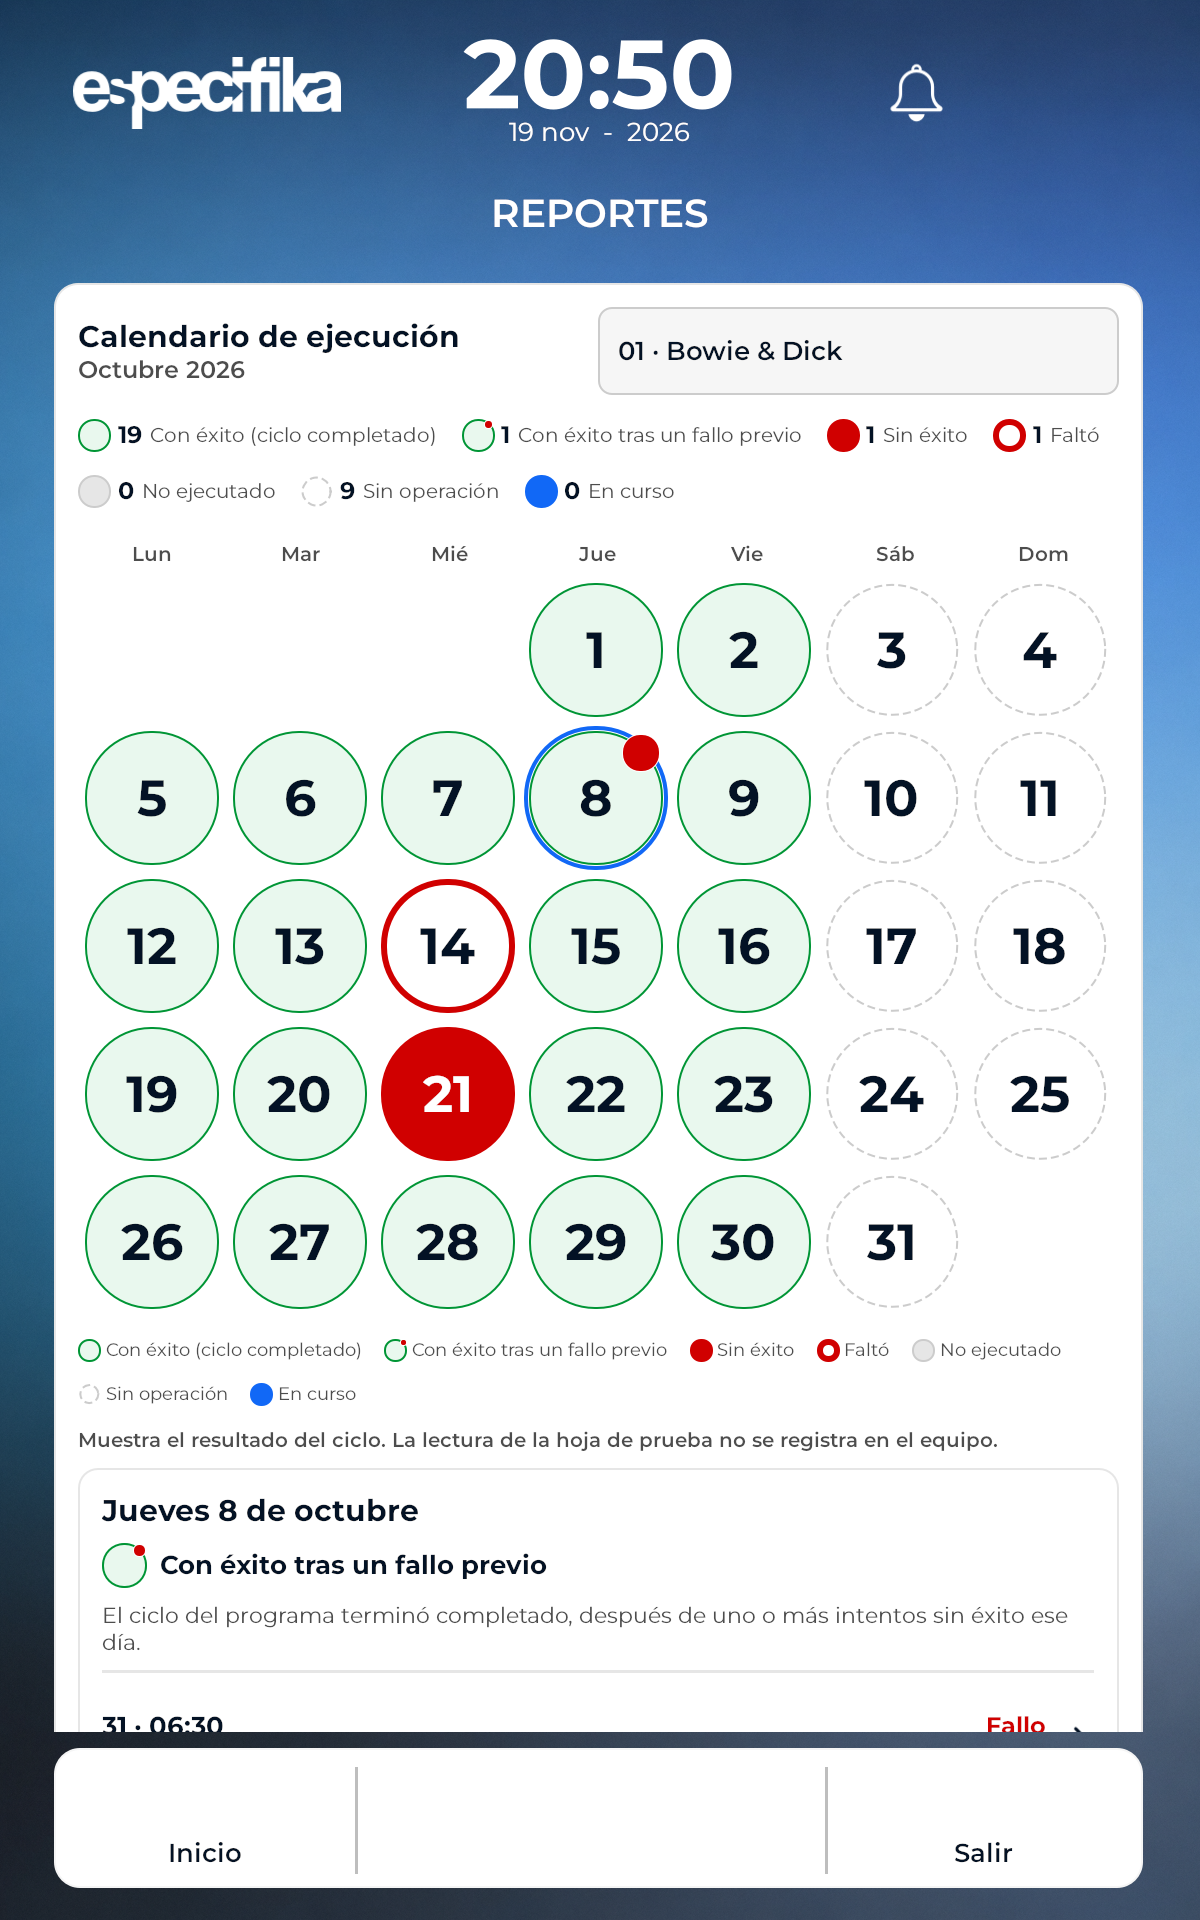 especifika
20:50
19 nov - 2026
REPORTES
Calendario de ejecución
Octubre 2026
01 · Bowie & Dick
19 Con éxito (ciclo completado) 1 Con éxito tras un fallo previo 1 Sin éxito 1 Faltó
0 No ejecutado 9 Sin operación 0 En curso
Lun Mar Mié Jue Vie Sáb Dom
1 2 3 4
5 6 7 8 9 10 11
12 13 14 15 16 17 18
19 20 21 22 23 24 25
26 27 28 29 30 31
Con éxito (ciclo completado) Con éxito tras un fallo previo Sin éxito Faltó No ejecutado
Sin operación En curso
Muestra el resultado del ciclo. La lectura de la hoja de prueba no se registra en el equipo.
Jueves 8 de octubre
Con éxito tras un fallo previo
El ciclo del programa terminó completado, después de uno o más intentos sin éxito ese
día.
31 · 06:30 Fallo
Inicio Salir